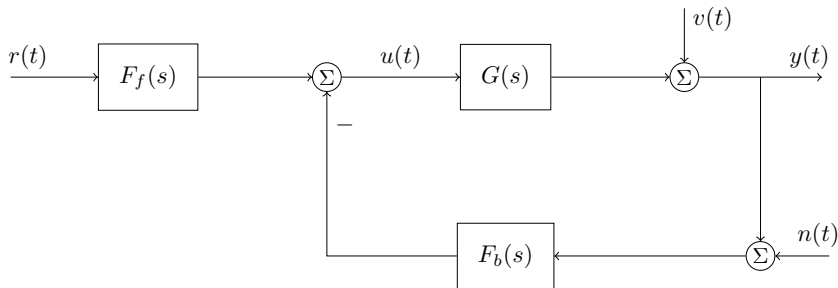 v(t)
r(t)
u(t)
y(t)
F_f(s)
Σ
G(s)
Σ
−
n(t)
F_b(s)
Σ